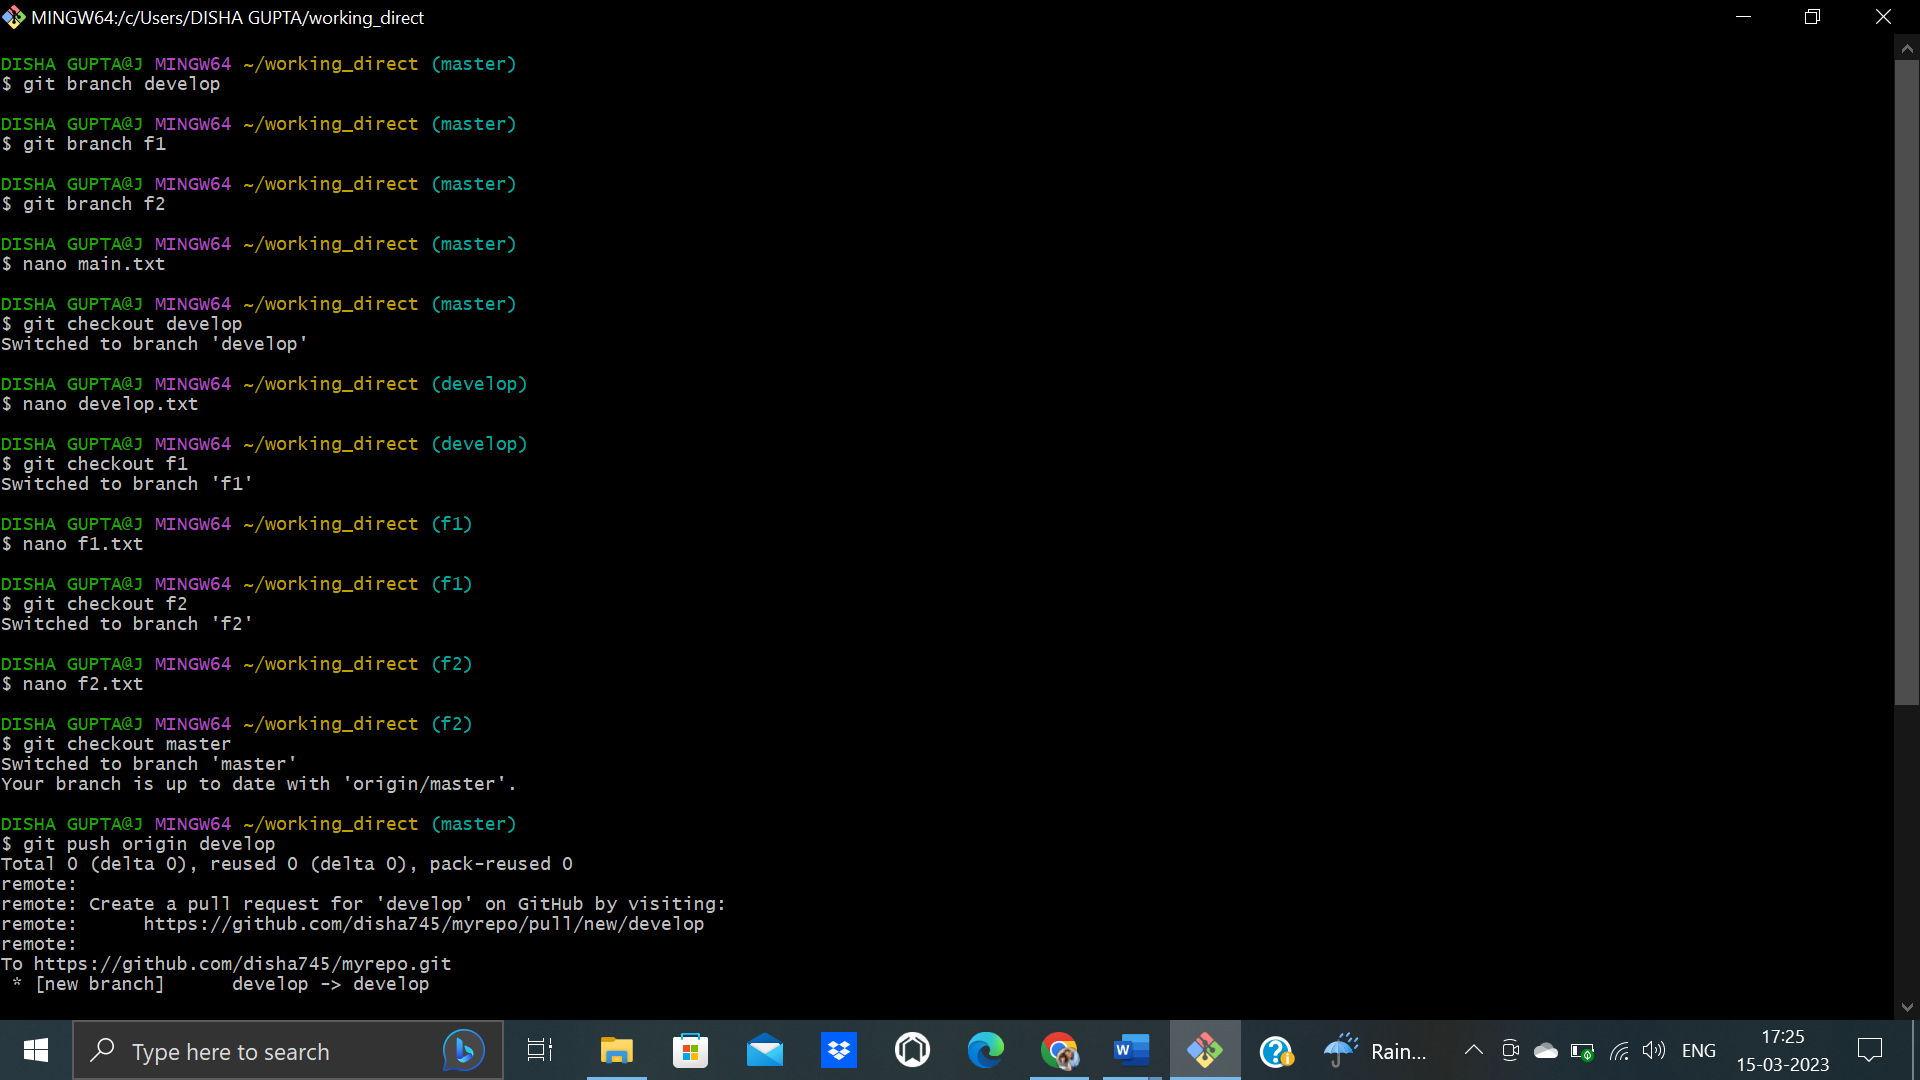 MINGW64:/c/Users/DISHA GUPTA/working_direct
DISHA GUPTA@J MINGW64 ~/working_direct (master)
$ git branch develop
DISHA GUPTA@J MINGW64 ~/working_direct (master)
$ git branch f1
DISHA GUPTA@J MINGW64 ~/working_direct (master)
$ git branch f2
DISHA GUPTA@J MINGW64 ~/working_direct (master)
$ nano main.txt
DISHA GUPTA@J MINGW64 ~/working_direct (master)
$ git checkout develop
Switched to branch 'develop'
DISHA GUPTA@J MINGW64 ~/working_direct (develop)
$ nano develop.txt
DISHA GUPTA@J MINGW64 ~/working_direct (develop)
$ git checkout f1
Switched to branch 'f1'
DISHA GUPTA@J MINGW64 ~/working_direct (f1)
$ nano f1.txt
DISHA GUPTA@J MINGW64 ~/working_direct (f1)
$ git checkout f2
Switched to branch 'f2'
DISHA GUPTA@J MINGW64 ~/working_direct (f2)
$ nano f2.txt
DISHA GUPTA@J MINGW64 ~/working_direct (f2)
$ git checkout master
Switched to branch 'master'
Your branch is up to date with 'origin/master'.
DISHA GUPTA@J MINGW64 ~/working_direct (master)
$ git push origin develop
Total 0 (delta 0), reused 0 (delta 0), pack-reused 0
remote:
remote: Create a pull request for 'develop' on GitHub by visiting:
remote:      https://github.com/disha745/myrepo/pull/new/develop
remote:
To https://github.com/disha745/myrepo.git
 * [new branch]      develop -> develop
Type here to search
Rain...
ENG
17:25
15-03-2023